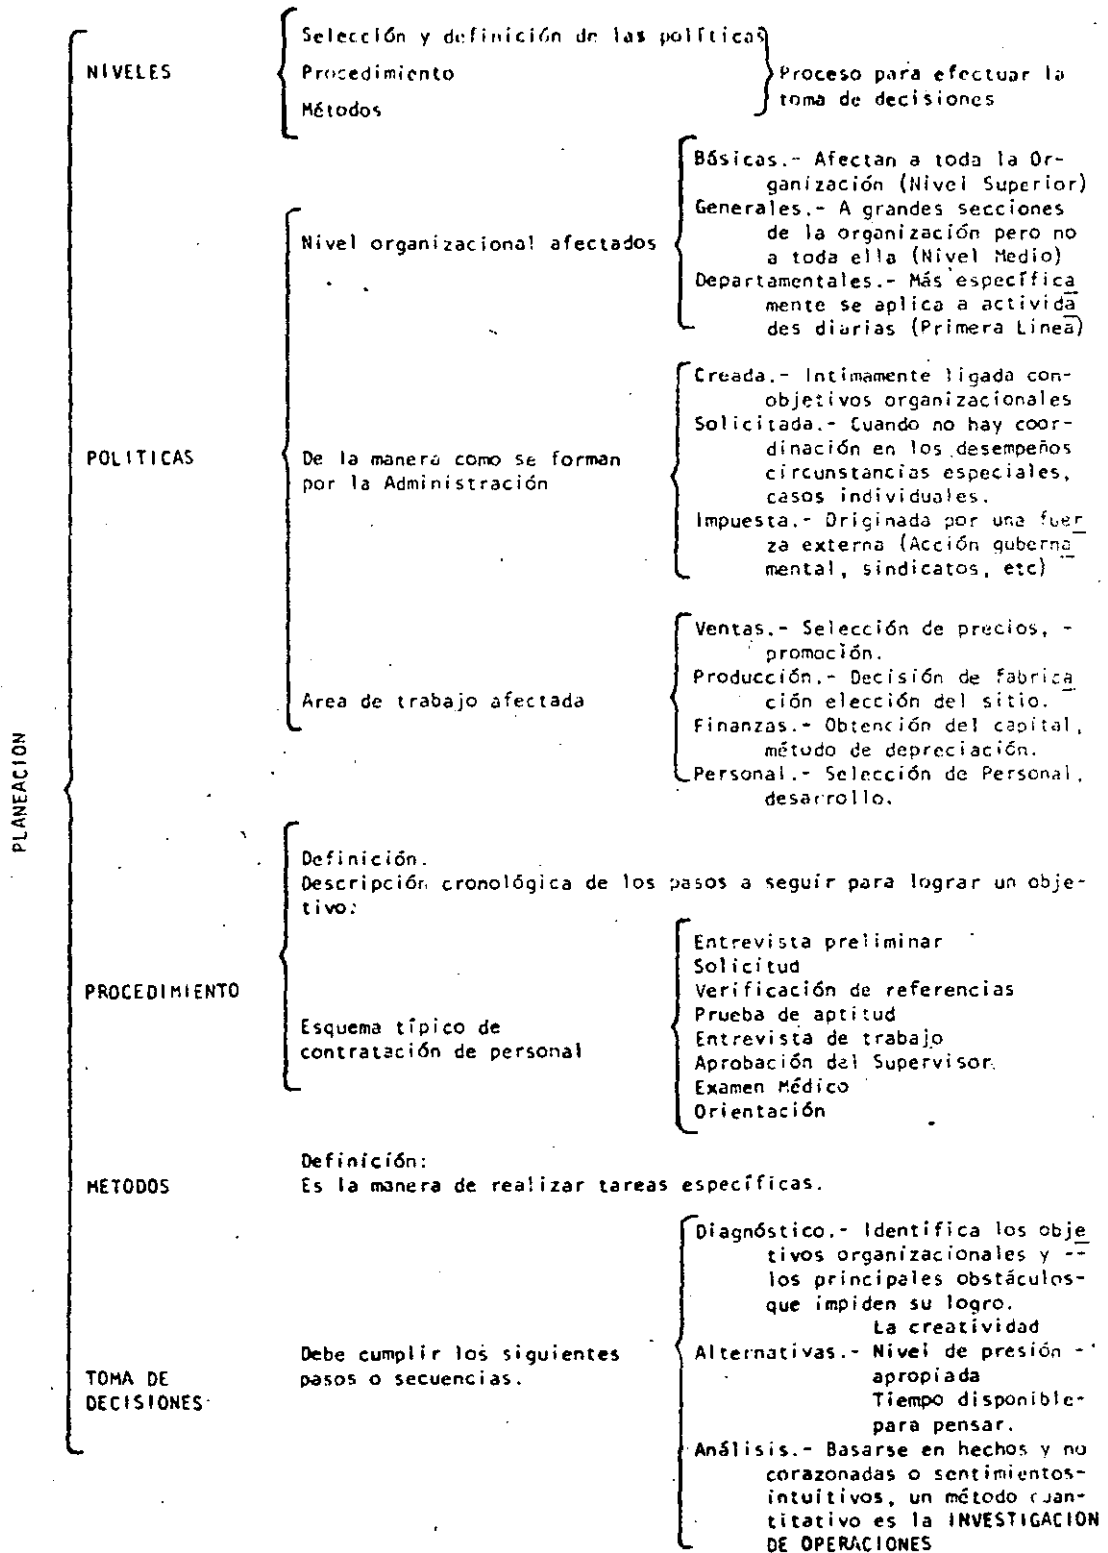 PLANEACION
NIVELES
Selección y definición de las políticas
Procedimiento
Métodos
Proceso para efectuar la
toma de decisiones
POLITICAS
Nivel organizacional afectados
Básicas.- Afectan a toda la Or-
ganización (Nivel Superior)
Generales.- A grandes secciones
de la organización pero no
a toda ella (Nivel Medio)
Departamentales.- Más específica
mente se aplica a activida
des diarias (Primera Linea)
De la manera como se forman
por la Administración
Creada.- Intimamente ligada con-
objetivos organizacionales
Solicitada.- Cuando no hay coor-
dinación en los desempeños
circunstancias especiales,
casos individuales.
Impuesta.- Originada por una fuer
za externa (Acción guberna
mental, sindicatos, etc)
Area de trabajo afectada
Ventas.- Selección de precios, -
promoción.
Producción.- Decisión de fabrica
ción elección del sitio.
Finanzas.- Obtención del capital,
método de depreciación.
Personal.- Selección de Personal,
desarrollo.
PROCEDIMIENTO
Definición.
Descripción cronológica de los pasos a seguir para lograr un obje-
tivo:
Esquema típico de
contratación de personal
Entrevista preliminar
Solicitud
Verificación de referencias
Prueba de aptitud
Entrevista de trabajo
Aprobación del Supervisor.
Examen Médico
Orientación
METODOS
Definición:
Es la manera de realizar tareas específicas.
TOMA DE
DECISIONES
Debe cumplir los siguientes
pasos o secuencias.
Diagnóstico.- Identifica los obje
tivos organizacionales y --
los principales obstáculos-
que impiden su logro.
La creatividad
Alternativas.- Nivel de presión -
apropiada
Tiempo disponible-
para pensar.
Análisis.- Basarse en hechos y no
corazonadas o sentimientos-
intuitivos, un método cuan-
titativo es la INVESTIGACION
DE OPERACIONES